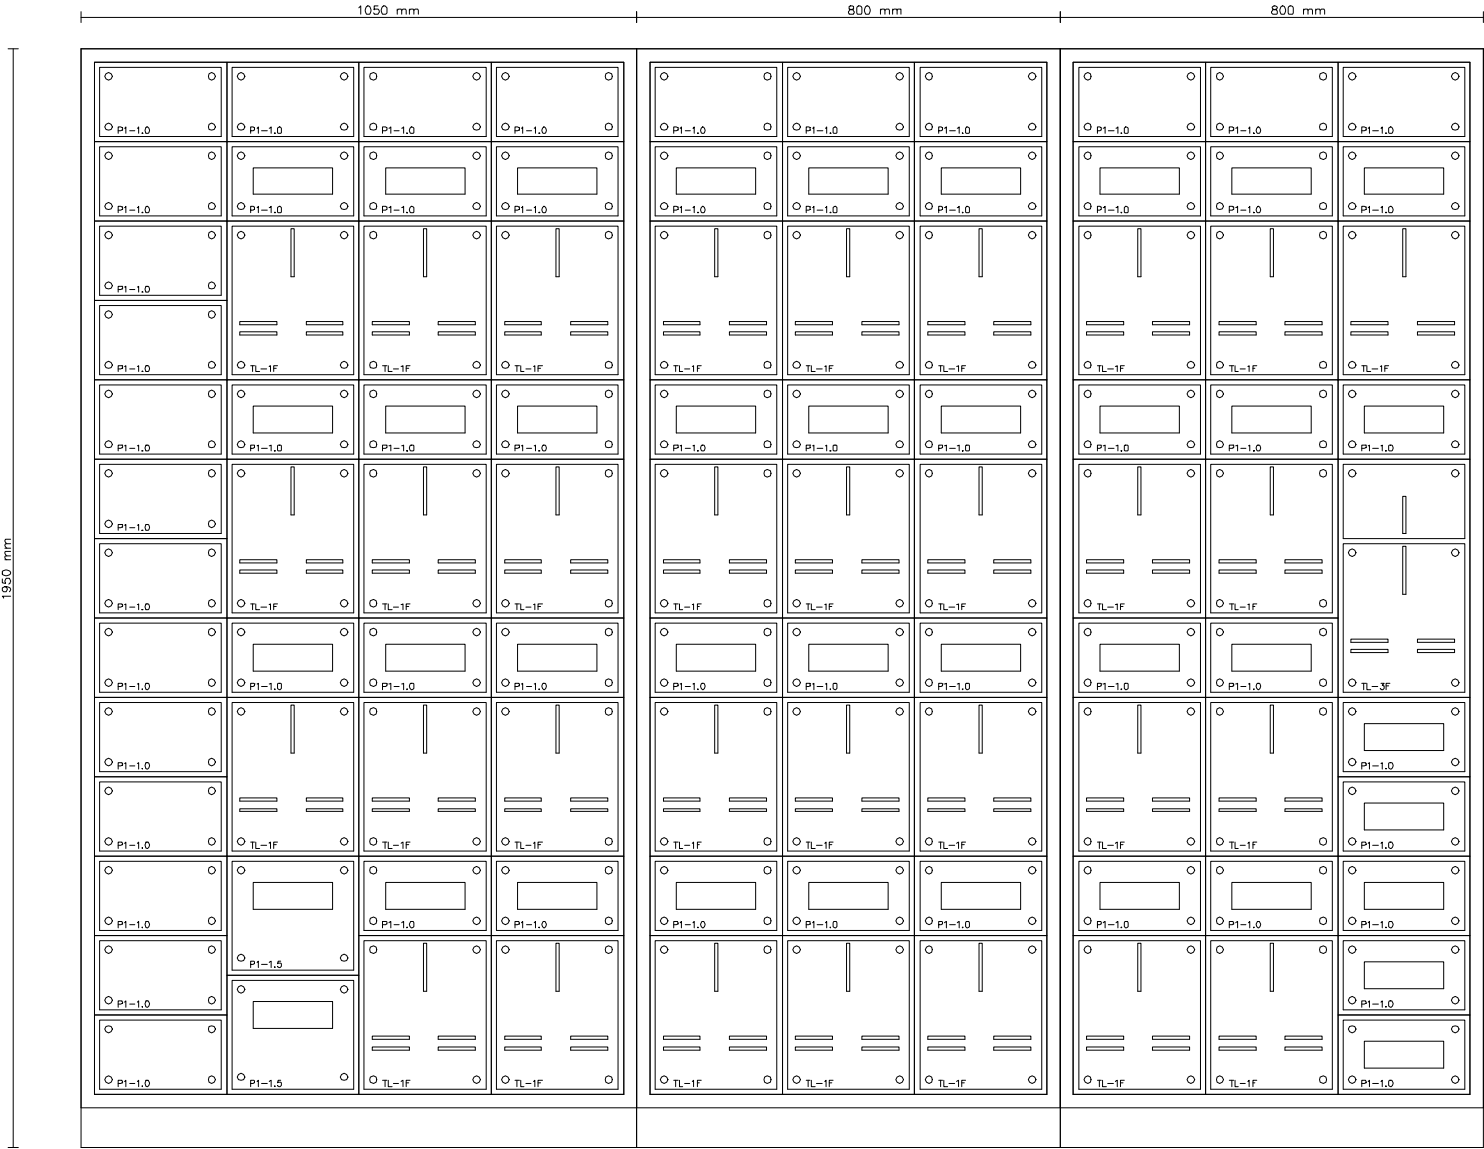 1050 mm 800 mm 800 mm
P1-1.0 P1-1.0 P1-1.0 P1-1.0 P1-1.0 P1-1.0 P1-1.0 P1-1.0 P1-1.0 P1-1.0
P1-1.0 P1-1.0 P1-1.0 P1-1.0 P1-1.0 P1-1.0 P1-1.0 P1-1.0 P1-1.0 P1-1.0
P1-1.0
P1-1.0 TL-1F TL-1F TL-1F TL-1F TL-1F TL-1F TL-1F TL-1F TL-1F
P1-1.0 P1-1.0 P1-1.0 P1-1.0 P1-1.0 P1-1.0 P1-1.0 P1-1.0 P1-1.0 P1-1.0
P1-1.0
1950 mm
P1-1.0 TL-1F TL-1F TL-1F TL-1F TL-1F TL-1F TL-1F TL-1F
P1-1.0 P1-1.0 P1-1.0 P1-1.0 P1-1.0 P1-1.0 P1-1.0 P1-1.0 P1-1.0 TL-3F
P1-1.0 P1-1.0
P1-1.0 TL-1F TL-1F TL-1F TL-1F TL-1F TL-1F TL-1F TL-1F P1-1.0
P1-1.0 P1-1.0 P1-1.0 P1-1.0 P1-1.0 P1-1.0 P1-1.0 P1-1.0 P1-1.0
P1-1.5
P1-1.0 P1-1.0
P1-1.0 P1-1.5 TL-1F TL-1F TL-1F TL-1F TL-1F TL-1F TL-1F P1-1.0